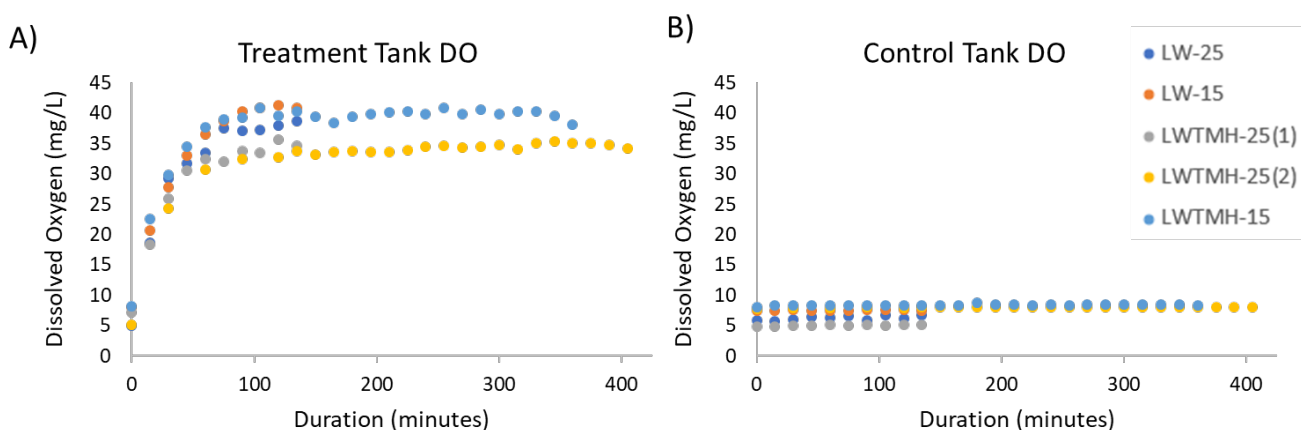 A)
Treatment Tank DO
Dissolved Oxygen (mg/L)
45
40
35
30
25
20
15
10
5
0
0 100 200 300 400
Duration (minutes)
B)
Control Tank DO
Dissolved Oxygen (mg/L)
45
40
35
30
25
20
15
10
5
0
0 100 200 300 400
Duration (minutes)
LW-25
LW-15
LWTMH-25(1)
LWTMH-25(2)
LWTMH-15